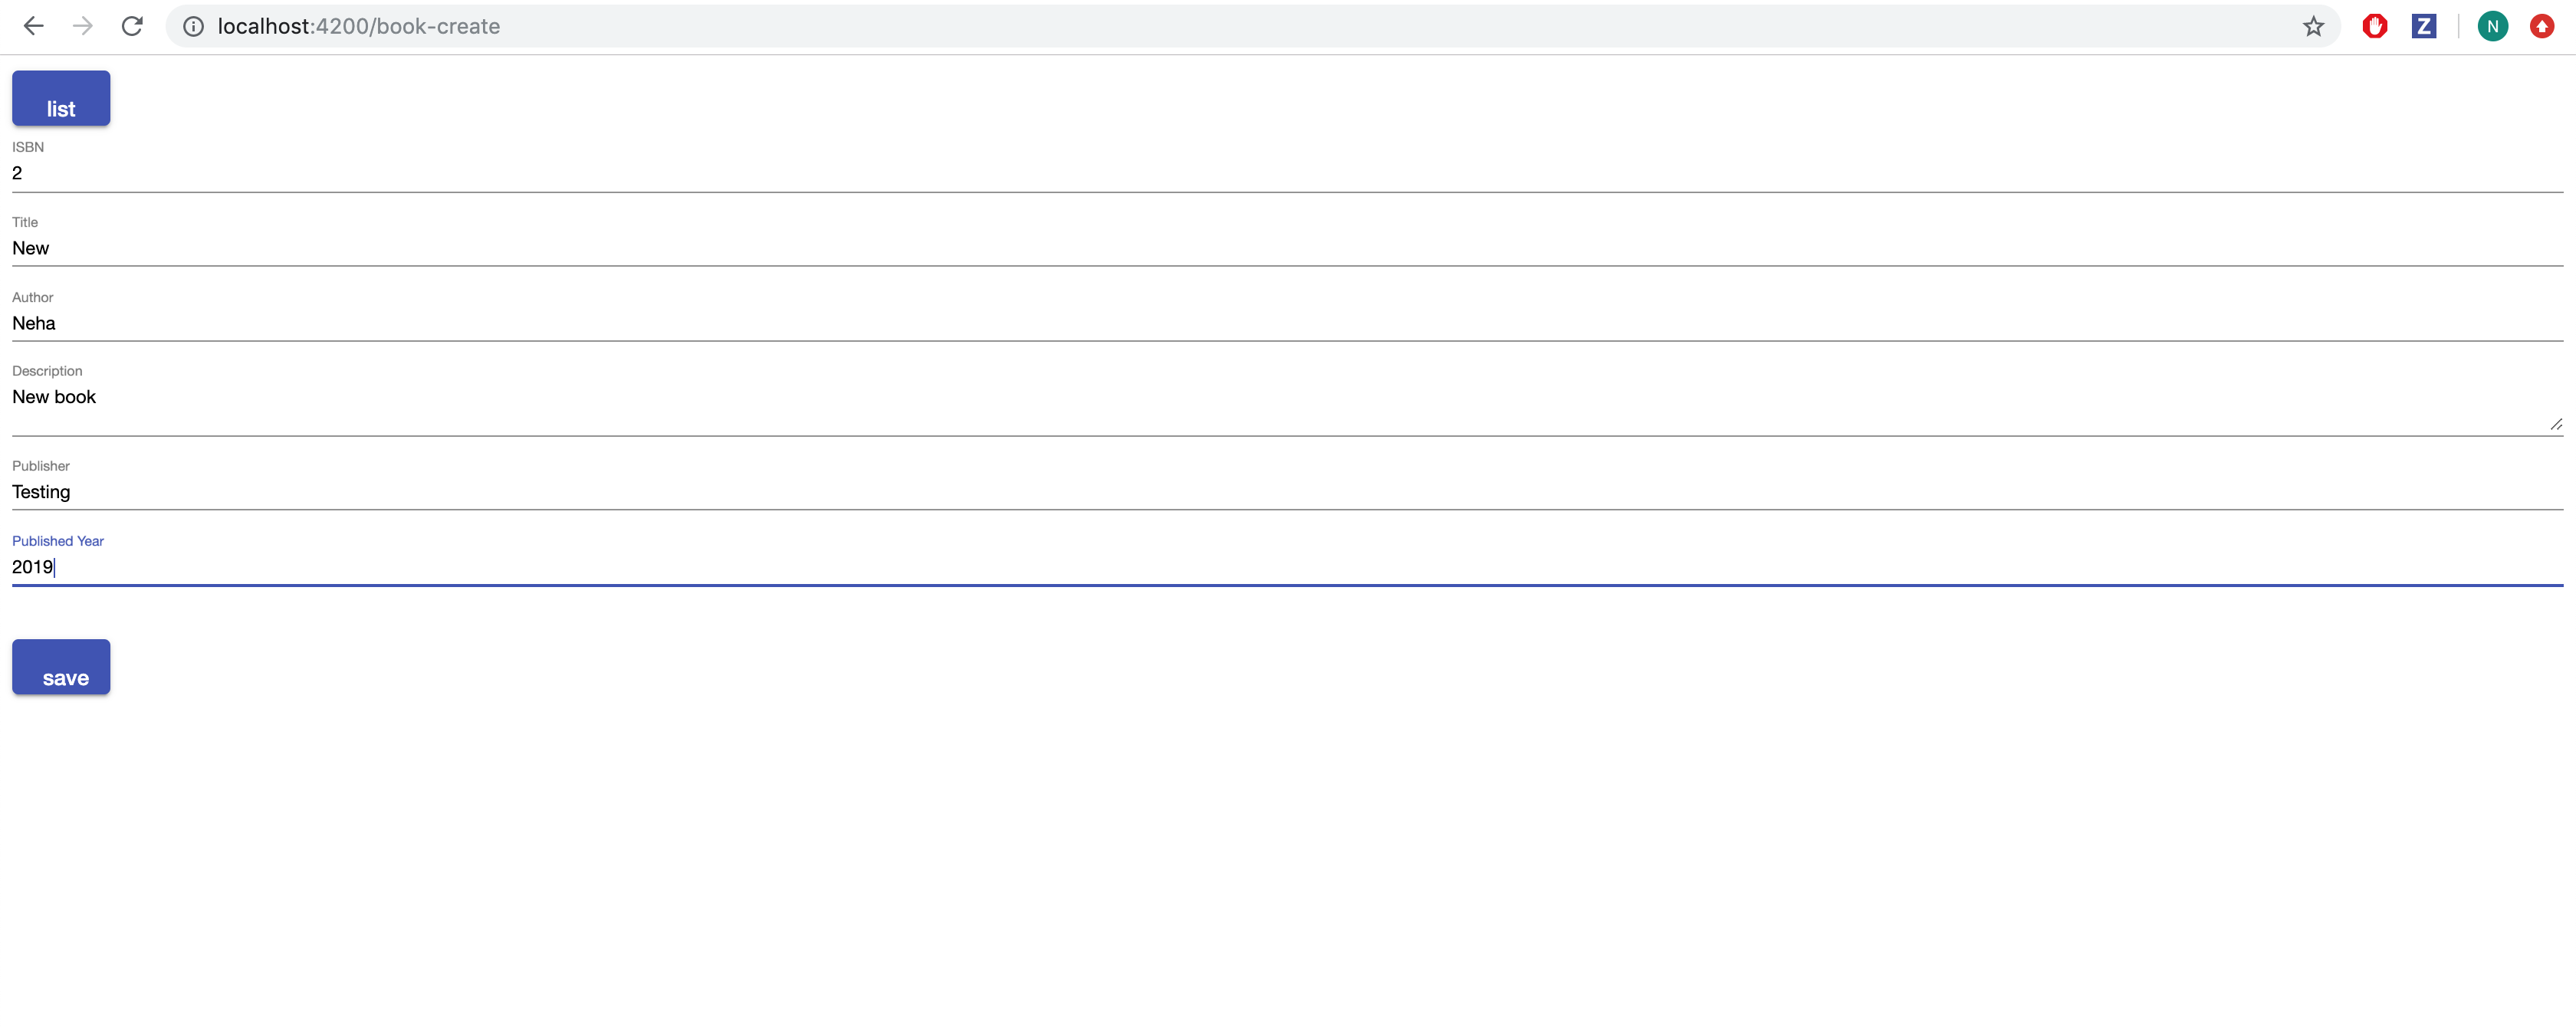 localhost:4200/book-create
Z
N
list
ISBN
2
Title
New
Author
Neha
Description
New book
Publisher
Testing
Published Year
2019
save